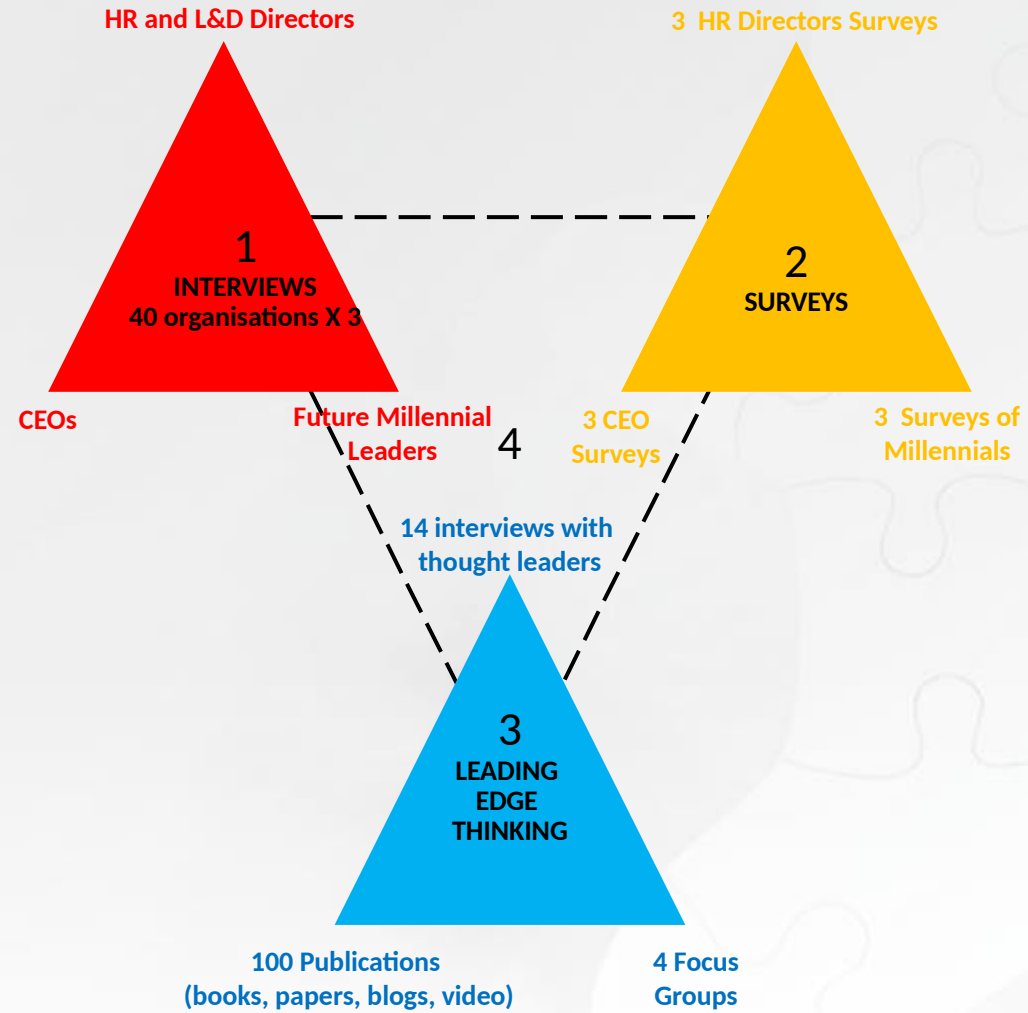 HR and L&D Directors
1
INTERVIEWS
40 organisations X 3
CEOs
Future Millennial
Leaders
3 HR Directors Surveys
2
SURVEYS
3 CEO
Surveys
3 Surveys of
Millennials
4
14 interviews with
thought leaders
3
LEADING
EDGE
THINKING
100 Publications
(books, papers, blogs, video)
4 Focus
Groups